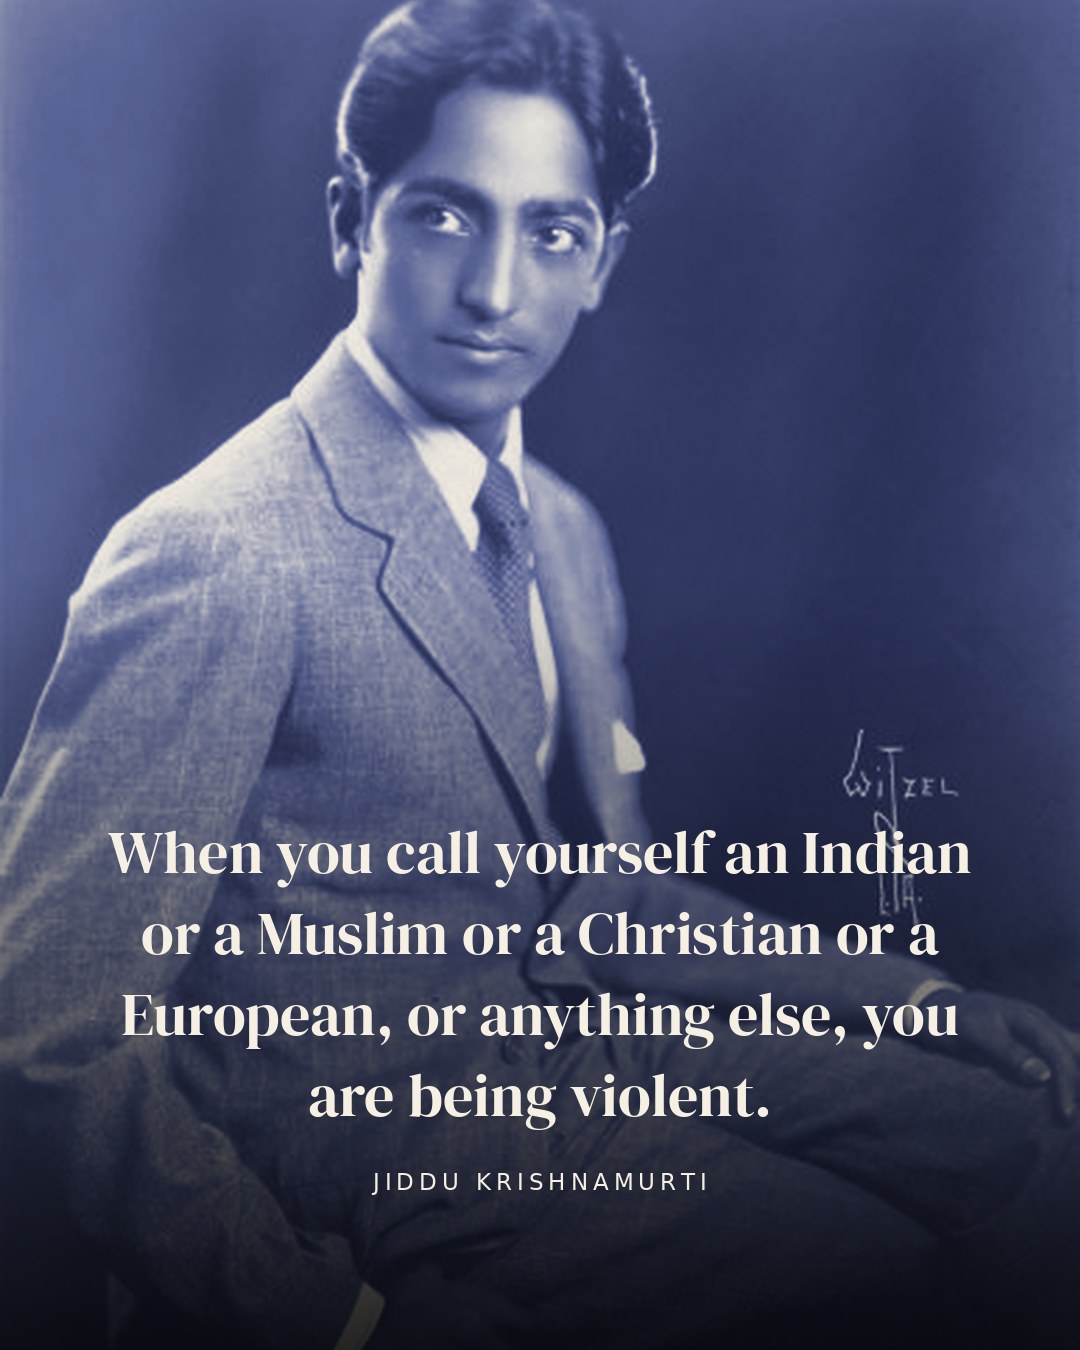 Witzel
L.A.
When you call yourself an Indian
or a Muslim or a Christian or a
European, or anything else, you
are being violent.
JIDDU KRISHNAMURTI